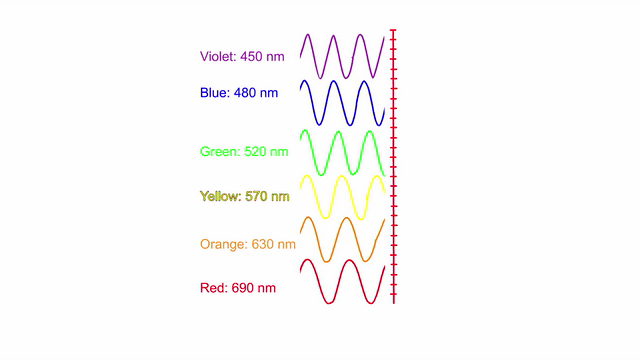 Violet: 450 nm
Blue: 480 nm
Green: 520 nm
Yellow: 570 nm
Orange: 630 nm
Red: 690 nm